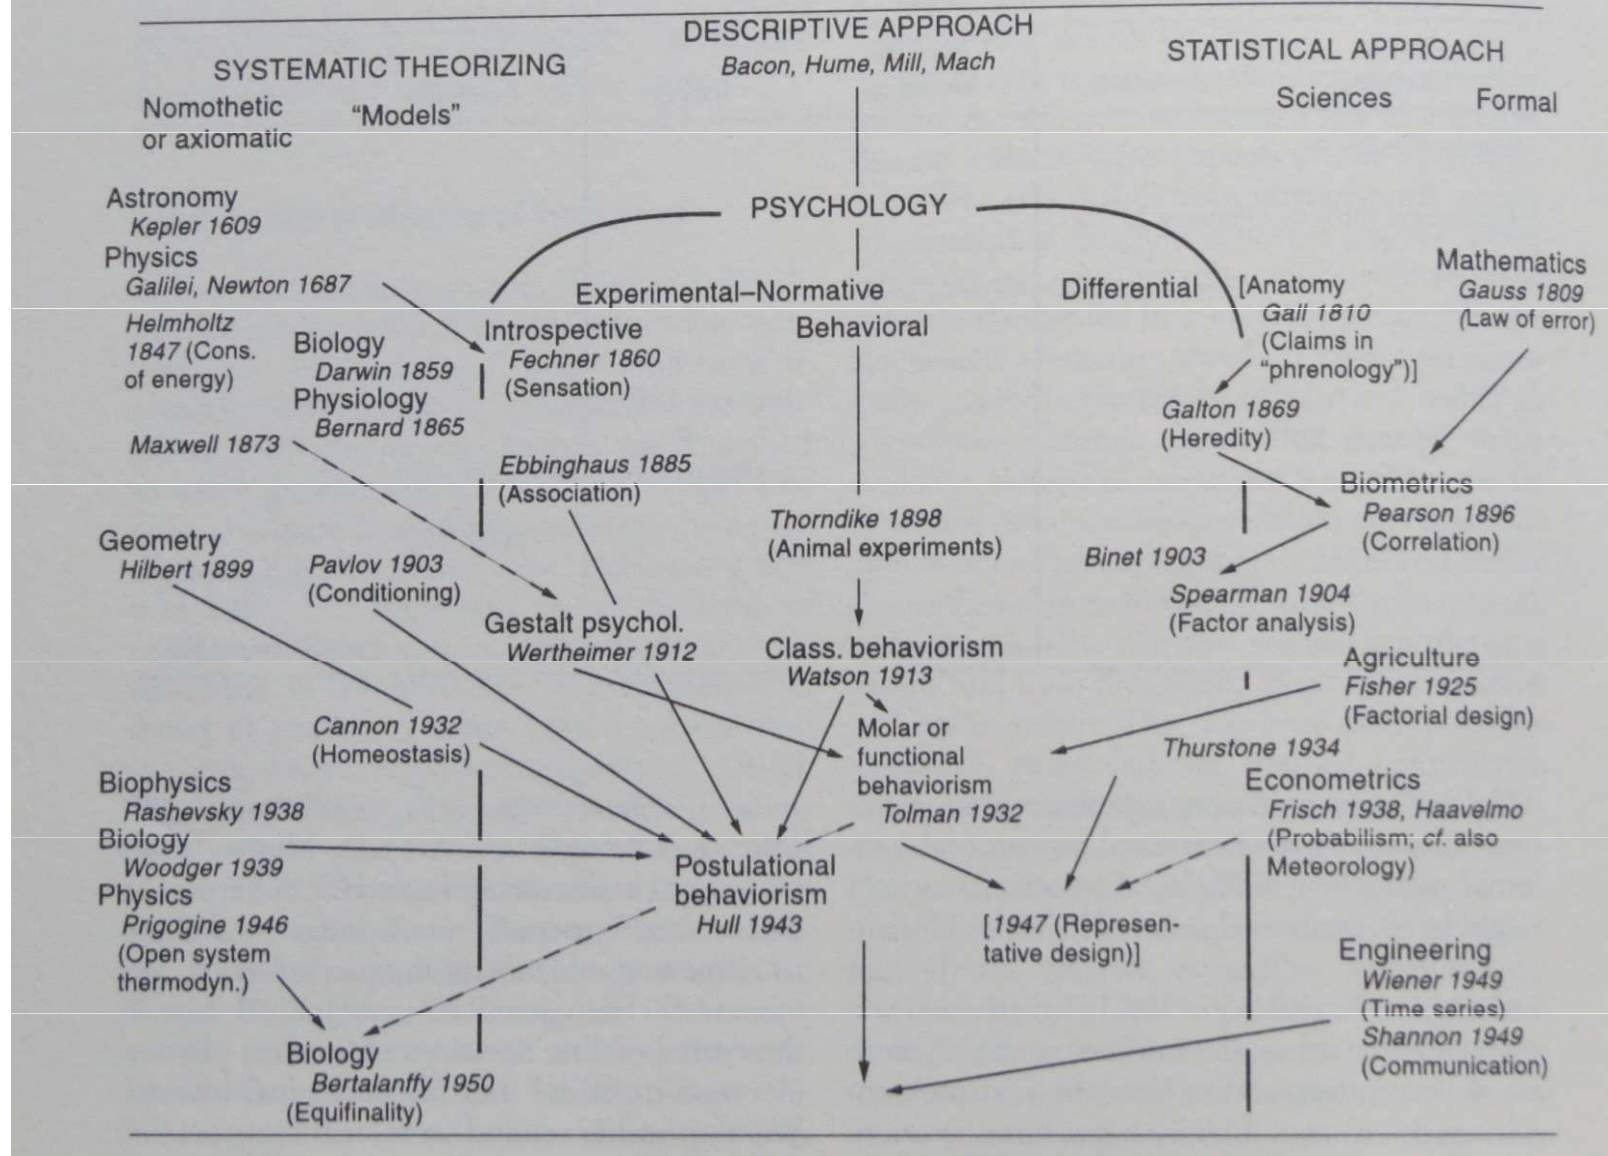 DESCRIPTIVE APPROACH
Bacon, Hume, Mill, Mach
SYSTEMATIC THEORIZING
STATISTICAL APPROACH
Nomothetic
or axiomatic
“Models”
Sciences
Formal
PSYCHOLOGY
Astronomy
Kepler 1609
Physics
Galilei, Newton 1687
Helmholtz
1847 (Cons.
of energy)
Biology
Darwin 1859
Physiology
Bernard 1865
Maxwell 1873
Experimental–Normative
Introspective
Fechner 1860
(Sensation)
Behavioral
Differential
[Anatomy
Gall 1810
(Claims in
“phrenology”)]
Mathematics
Gauss 1809
(Law of error)
Galton 1869
(Heredity)
Ebbinghaus 1885
(Association)
Thorndike 1898
(Animal experiments)
Biometrics
Pearson 1896
(Correlation)
Geometry
Hilbert 1899
Pavlov 1903
(Conditioning)
Binet 1903
Spearman 1904
(Factor analysis)
Gestalt psychol.
Wertheimer 1912
Class. behaviorism
Watson 1913
Agriculture
Fisher 1925
(Factorial design)
Cannon 1932
(Homeostasis)
Molar or
functional
behaviorism
Tolman 1932
Thurstone 1934
Econometrics
Frisch 1938, Haavelmo
(Probabilism; cf. also
Meteorology)
Biophysics
Rashevsky 1938
Biology
Woodger 1939
Physics
Prigogine 1946
(Open system
thermodyn.)
Postulational
behaviorism
Hull 1943
[1947 (Represen-
tative design)]
Engineering
Wiener 1949
(Time series)
Shannon 1949
(Communication)
Biology
Bertalanffy 1950
(Equifinality)